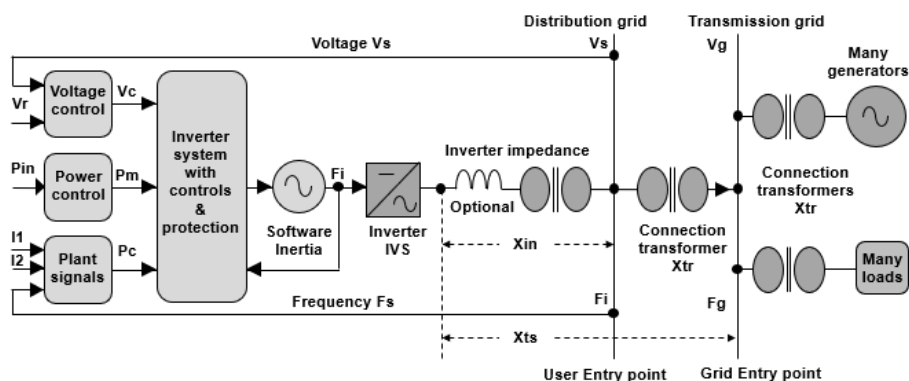 Distribution grid
Transmission grid
Voltage Vs
Vs
Vg
Many
generators
Voltage
control
Vc
Vr
Inverter
system
with
controls
&
protection
Pin
Power
control
Pm
Fi
Inverter impedance
Optional
Software
Inertia
Inverter
IVS
Connection
transformers
Xtr
I1
I2
Plant
signals
Pc
Xin
Connection
transformer
Xtr
Many
loads
Frequency Fs
Fi
Fg
Xts
User Entry point
Grid Entry point